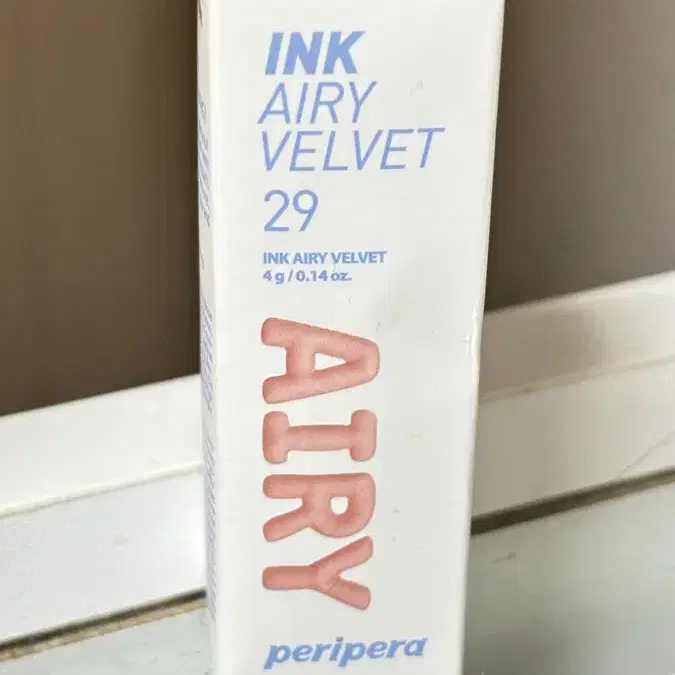 INK
AIRY
VELVET
29
INK AIRY VELVET
4 g / 0.14 oz.
AIRY
peripera